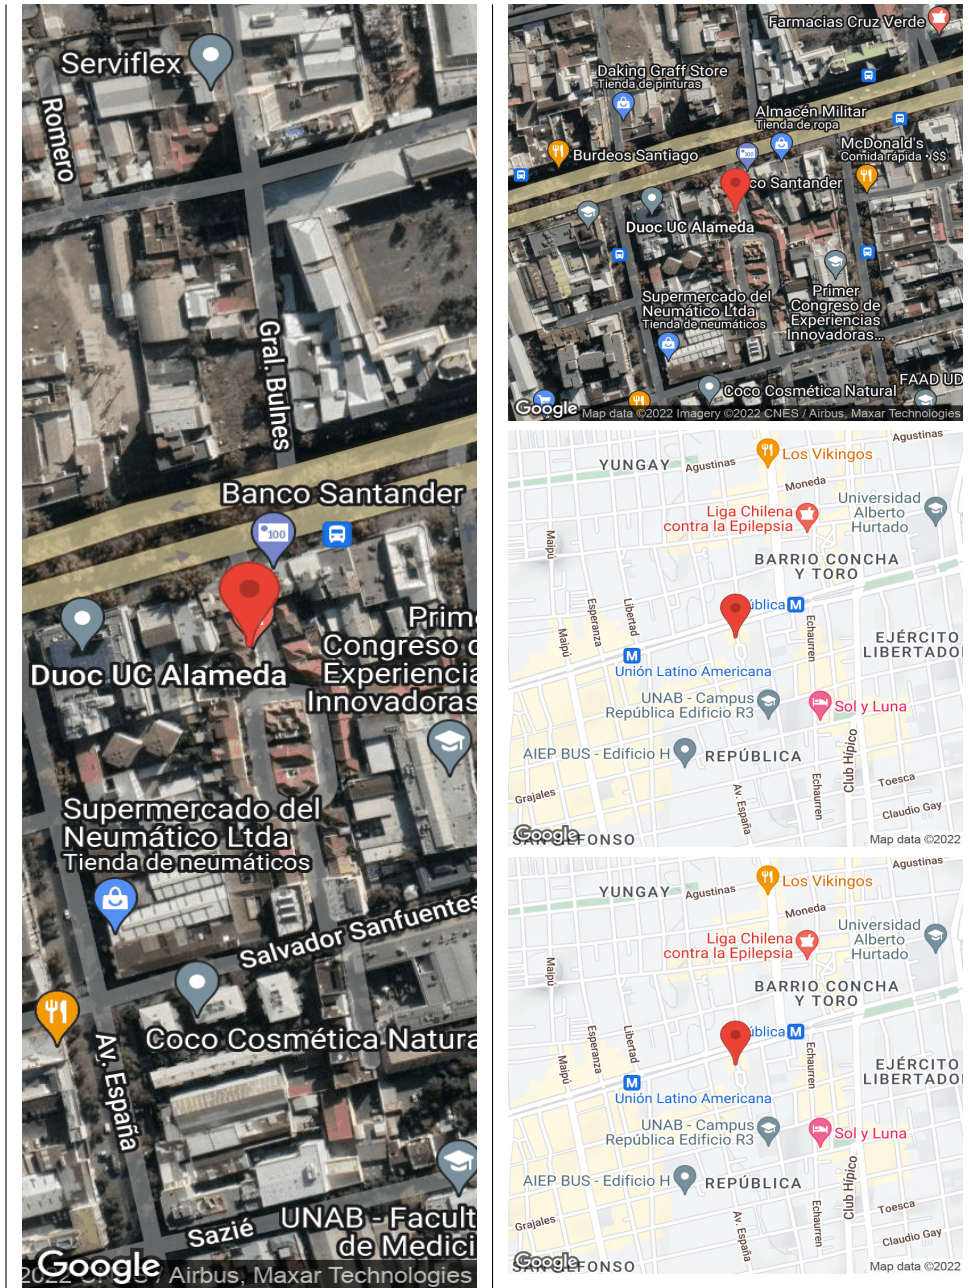 Serviflex
Romero
Gral. Bulnes
Banco Santander
100
Duoc UC Alameda
Prim
Congreso d
Experiencia
Innovadoras
Supermercado del
Neumático Ltda
Tienda de neumáticos
Salvador Sanfuentes
Coco Cosmética Natura
Av. España
Sazié
UNAB - Facult
de Medici
Google
/ Airbus, Maxar Technologies
Farmacias Cruz Verde
Daking Graff Store
Tienda de pinturas
Almacén Militar
Tienda de ropa
McDonald's
Comida rápida • $$
Burdeos Santiago
100
co Santander
Duoc UC Alameda
Primer
Congreso de
Experiencias
Innovadoras...
Supermercado del
Neumático Ltda
Tienda de neumáticos
Coco Cosmética Natural
FAAD UD
Google
Map data ©2022 Imagery ©2022 CNES / Airbus, Maxar Technologies
Agustinas
Los Vikingos
YUNGAY
Agustinas
Moneda
Universidad
Alberto
Hurtado
Liga Chilena
contra la Epilepsia
Maipú
BARRIO CONCHA
Y TORO
Esperanza
Libertad
ública
M
Echaurren
Maipú
EJÉRCITO
LIBERTADO
M
Unión Latino Americana
UNAB - Campus
República Edificio R3
Sol y Luna
AIEP BUS - Edificio H
REPÚBLICA
Club Hípico
Toesca
Echaurren
Av. España
Grajales
Claudio Gay
Google
SAN ALFONSO
Map data ©2022
Agustinas
Los Vikingos
YUNGAY
Agustinas
Moneda
Universidad
Alberto
Hurtado
Liga Chilena
contra la Epilepsia
Maipú
BARRIO CONCHA
Y TORO
Esperanza
Libertad
ública
M
Echaurren
Maipú
EJÉRCITO
LIBERTADO
M
Unión Latino Americana
UNAB - Campus
República Edificio R3
Sol y Luna
AIEP BUS - Edificio H
REPÚBLICA
Club Hípico
Toesca
Echaurren
Av. España
Grajales
Claudio Gay
Google
SAN ALFONSO
Map data ©2022